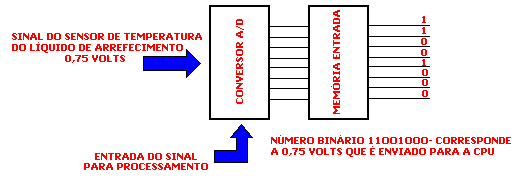 SINAL DO SENSOR DE TEMPERATURA
DO LÍQUIDO DE ARREFECIMENTO
0,75 VOLTS
CONVERSOR A/D
MEMÓRIA ENTRADA
1
1
0
0
1
0
0
0
ENTRADA DO SINAL
PARA PROCESSAMENTO
NÚMERO BINÁRIO 11001000- CORRESPONDE
A 0,75 VOLTS QUE É ENVIADO PARA A CPU